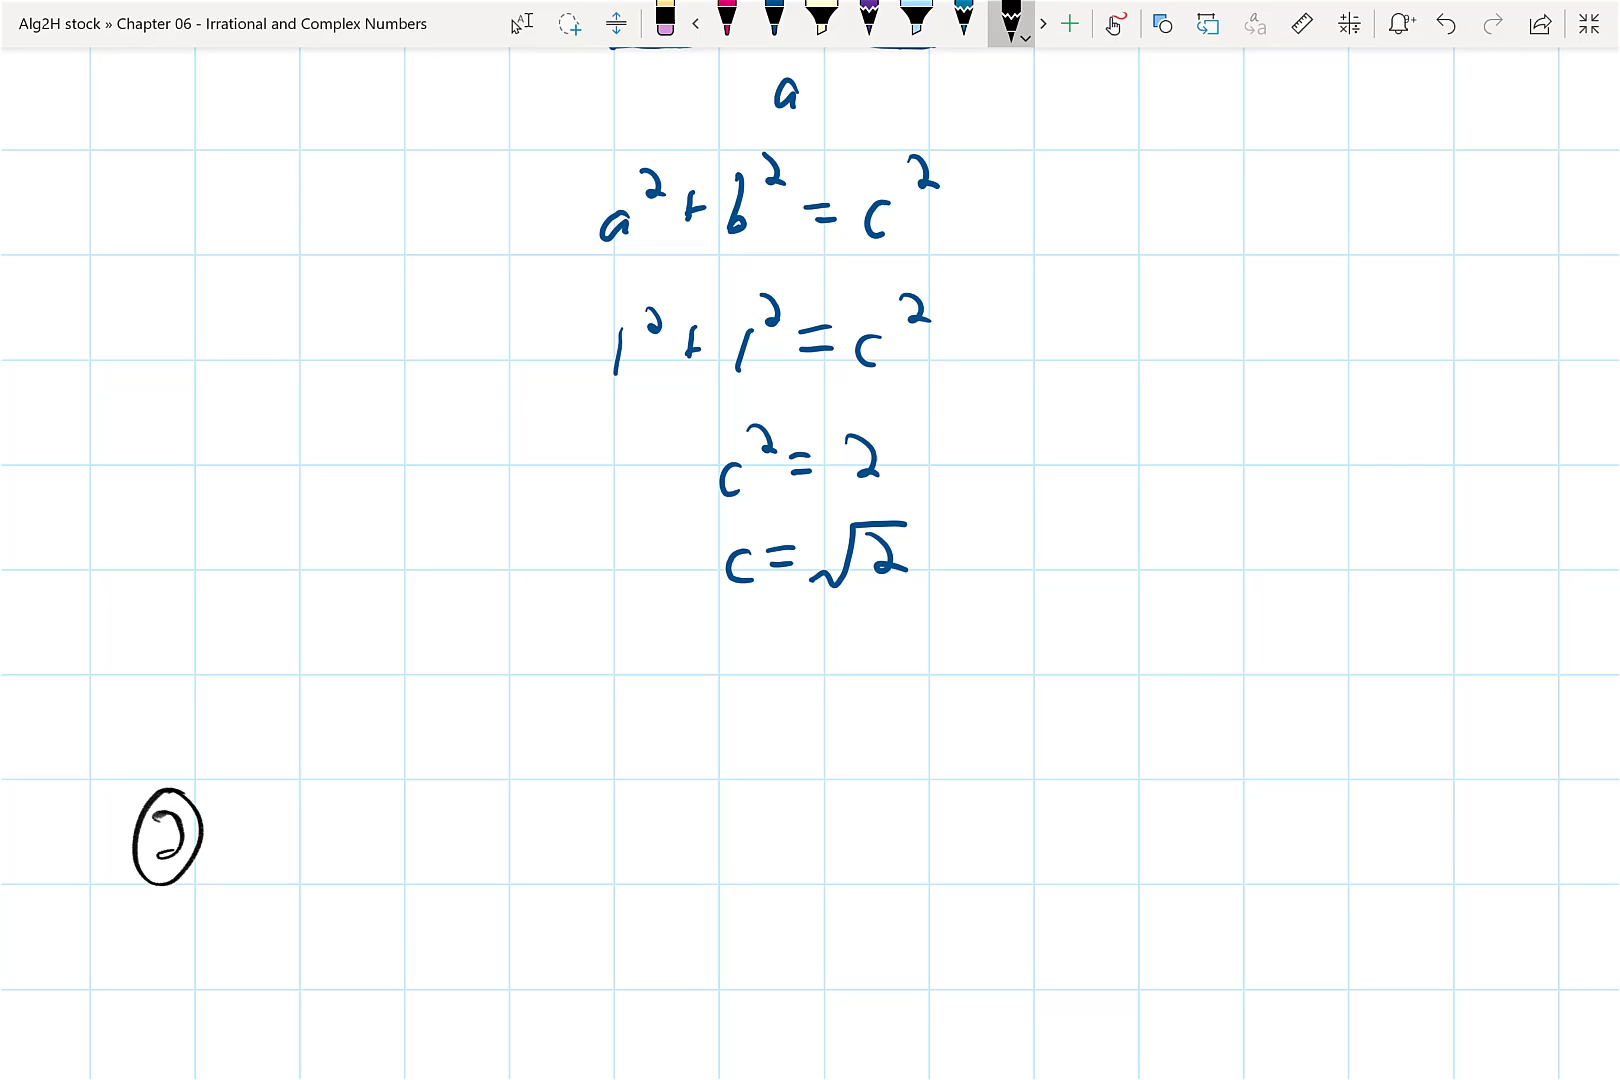 Alg2H stock » Chapter 06 - Irrational and Complex Numbers
a
a² + b² = c²
1² + 1² = c²
c² = 2
c = √2
②